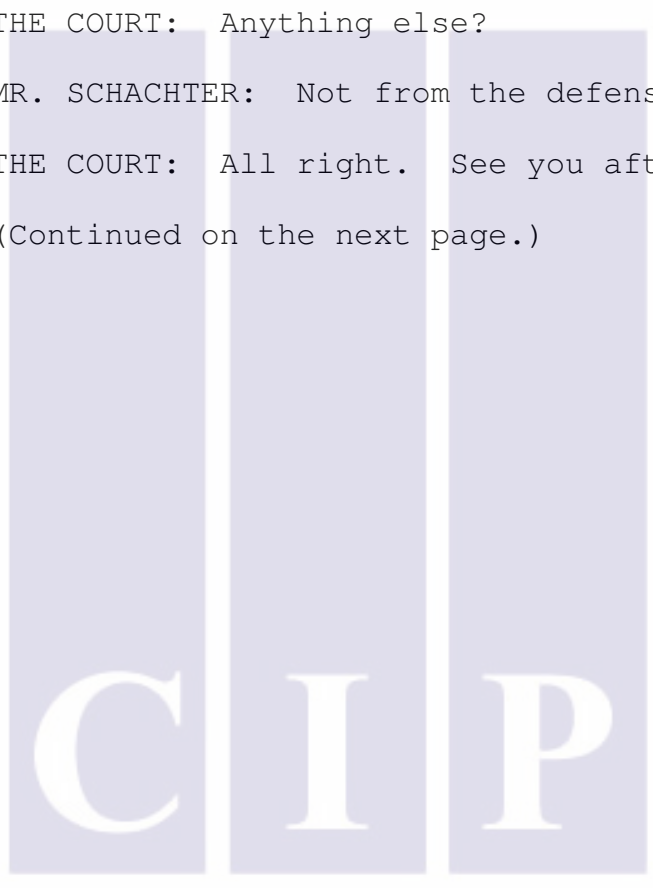 THE COURT: Anything else?
MR. SCHACHTER: Not from the
THE COURT: All right. See you
(Continued on the next page.)
C I P